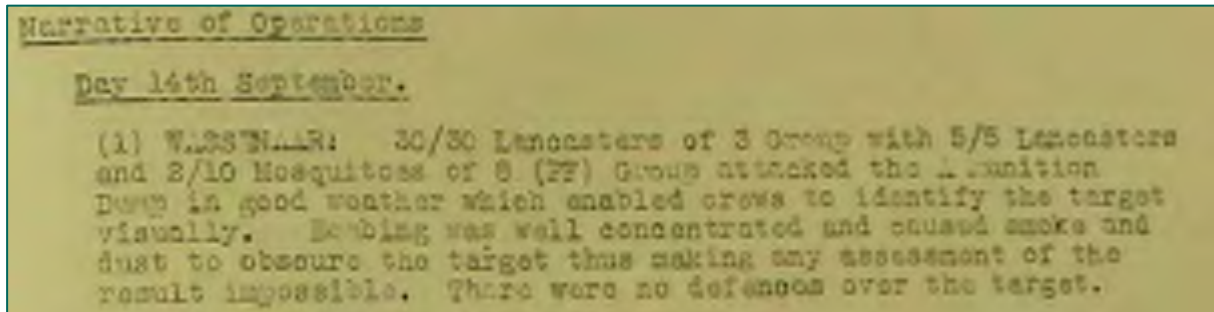 Narrative of Operations
Day 14th September.
(1) WASSENAAR: 30/30 Lancasters of 3 Group with 5/5 Lancasters
and 2/10 Mosquitoes of 8 (PF) Group attacked the Ammunition
Dump in good weather which enabled crews to identify the target
visually. Bombing was well concentrated and caused smoke and
dust to obscure the target thus making any assessment of the
result impossible. There were no defences over the target.